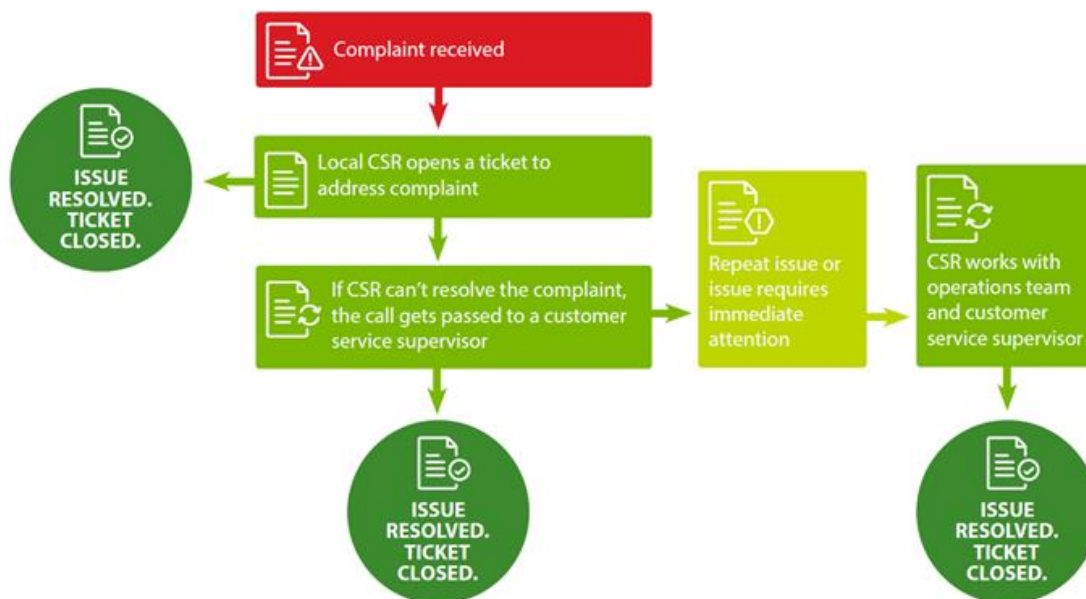 Complaint received
Local CSR opens a ticket to
address complaint
ISSUE
RESOLVED.
TICKET
CLOSED.
If CSR can't resolve the complaint,
the call gets passed to a customer
service supervisor
Repeat issue or
issue requires
immediate
attention
CSR works with
operations team
and customer
service supervisor
ISSUE
RESOLVED.
TICKET
CLOSED.
ISSUE
RESOLVED.
TICKET
CLOSED.